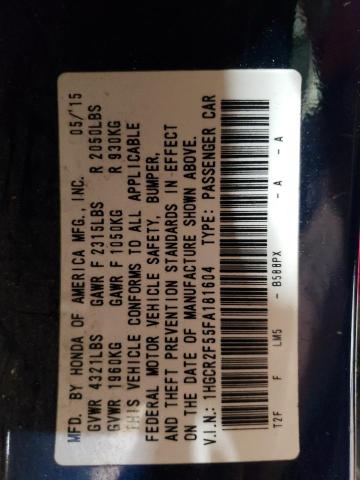 MFD. BY HONDA OF AMERICA MFG., INC. 05/15
GVWR 4321LBS GAWR F 2315LBS R 2050LBS
GVWR 1960KG GAWR F 1050KG R 930KG
THIS VEHICLE CONFORMS TO ALL APPLICABLE
FEDERAL MOTOR VEHICLE SAFETY, BUMPER,
AND THEFT PREVENTION STANDARDS IN EFFECT
ON THE DATE OF MANUFACTURE SHOWN ABOVE.
V.I.N.: 1HGCR2F55FA181604 TYPE: PASSENGER CAR
T2F F LM5 - B588PX - A - A